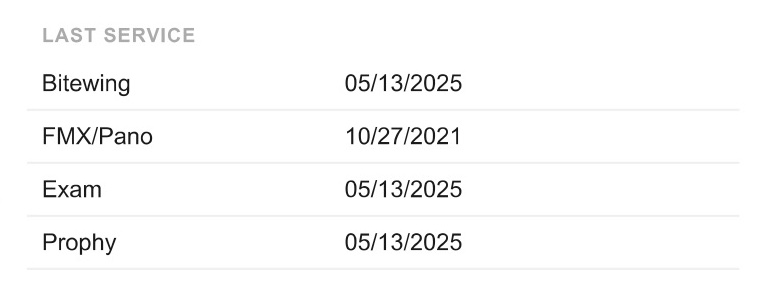 LAST SERVICE
Bitewing 05/13/2025
FMX/Pano 10/27/2021
Exam 05/13/2025
Prophy 05/13/2025